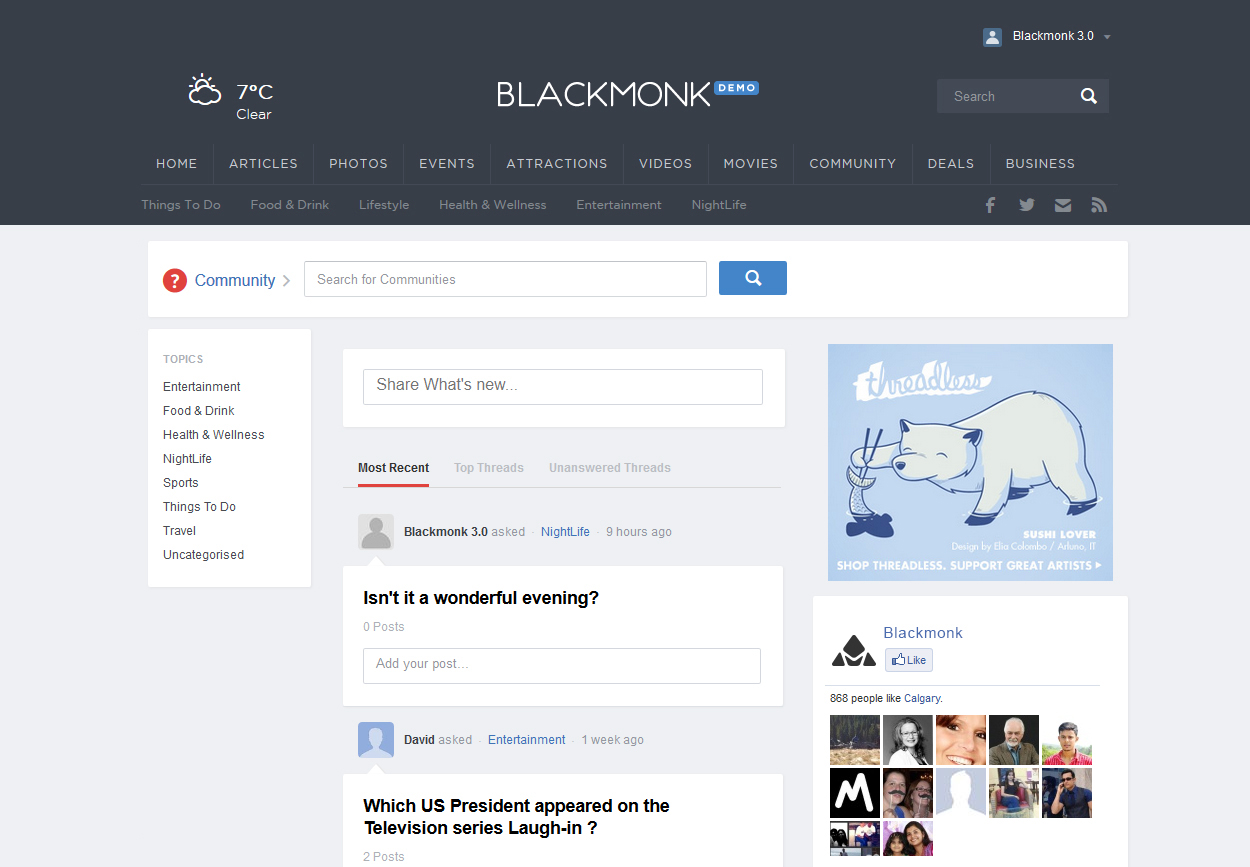 Blackmonk 3.0
7°C
Clear
BLACKMONK DEMO
Search
HOME ARTICLES PHOTOS EVENTS ATTRACTIONS VIDEOS MOVIES COMMUNITY DEALS BUSINESS
Things To Do Food & Drink Lifestyle Health & Wellness Entertainment NightLife
? Community Search for Communities
TOPICS
Entertainment
Food & Drink
Health & Wellness
NightLife
Sports
Things To Do
Travel
Uncategorised
Share What's new...
Most Recent Top Threads Unanswered Threads
Blackmonk 3.0 asked · NightLife · 9 hours ago
Isn't it a wonderful evening?
0 Posts
Add your post...
David asked · Entertainment · 1 week ago
Which US President appeared on the
Television series Laugh-in ?
2 Posts
threadless
SUSHI LOVER
Design by Elia Colombo / Arluno, IT
SHOP THREADLESS. SUPPORT GREAT ARTISTS
Blackmonk
Like
868 people like Calgary.
M